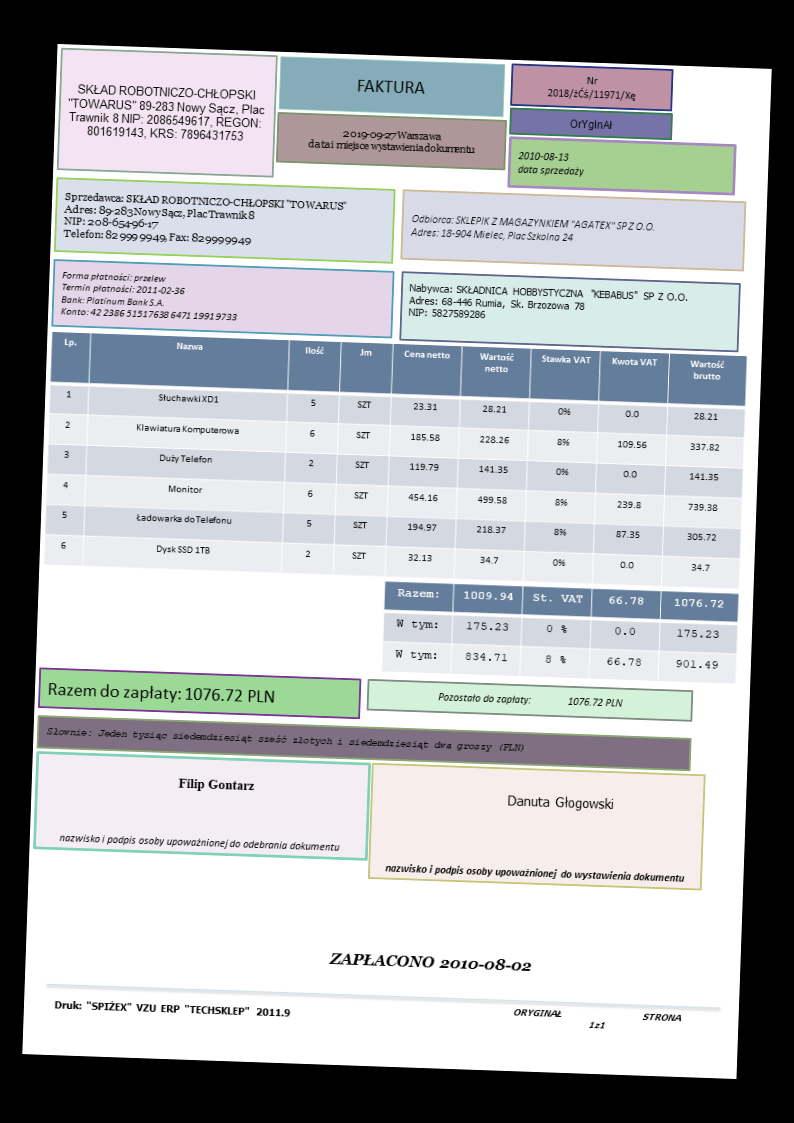 SKŁAD ROBOTNICZO-CHŁOPSKI
"TOWARUS" 89-283 Nowy Sącz, Plac
Trawnik 8 NIP: 2086549617, REGON:
801619143, KRS: 7896431753
FAKTURA
2019-09-27 Warszawa
data i miejsce wystawienia dokumentu
Nr
2018/żĆś/11971/Xę
OrYgInAł
2010-08-13
data sprzedaży
Sprzedawca: SKŁAD ROBOTNICZO-CHŁOPSKI "TOWARUS"
Adres: 89-283 Nowy Sącz, Plac Trawnik 8
NIP: 208-654-96-17
Telefon: 82 999 9949, Fax: 829999949
Odbiorca: SKLEPIK Z MAGAZYNKIEM "AGATEX" SP Z O.O.
Adres: 18-904 Mielec, Plac Szkolna 24
Forma płatności: przelew
Termin płatności: 2011-02-36
Bank: Platinum Bank S.A.
Konto: 42 2386 5151 7638 6471 1991 9733
Nabywca: SKŁADNICA HOBBYSTYCZNA "KEBABUS" SP Z O.O.
Adres: 68-446 Rumia, Sk. Brzozowa 78
NIP: 5827589286
Lp. Nazwa Ilość Jm Cena netto Wartość netto Stawka VAT Kwota VAT Wartość brutto
1 Słuchawki XD1 5 SZT 23.31 28.21 0% 0.0 28.21
2 Klawiatura Komputerowa 6 SZT 185.58 228.26 8% 109.56 337.82
3 Duży Telefon 2 SZT 119.79 141.35 0% 0.0 141.35
4 Monitor 6 SZT 454.16 499.58 8% 239.8 739.38
5 Ładowarka do Telefonu 5 SZT 194.97 218.37 8% 87.35 305.72
6 Dysk SSD 1TB 2 SZT 32.13 34.7 0% 0.0 34.7
Razem: 1009.94 St. VAT 66.78 1076.72
W tym: 175.23 0 % 0.0 175.23
W tym: 834.71 8 % 66.78 901.49
Razem do zapłaty: 1076.72 PLN
Pozostało do zapłaty: 1076.72 PLN
Słownie: Jeden tysiąc siedemdziesiąt sześć złotych i siedemdziesiąt dwa groszy (PLN)
Filip Gontarz
nazwisko i podpis osoby upoważnionej do odebrania dokumentu
Danuta Głogowski
nazwisko i podpis osoby upoważnionej do wystawienia dokumentu
ZAPŁACONO 2010-08-02
Druk: "SPIŻEX" VZU ERP "TECHSKLEP" 2011.9
ORYGINAŁ
1z1
STRONA